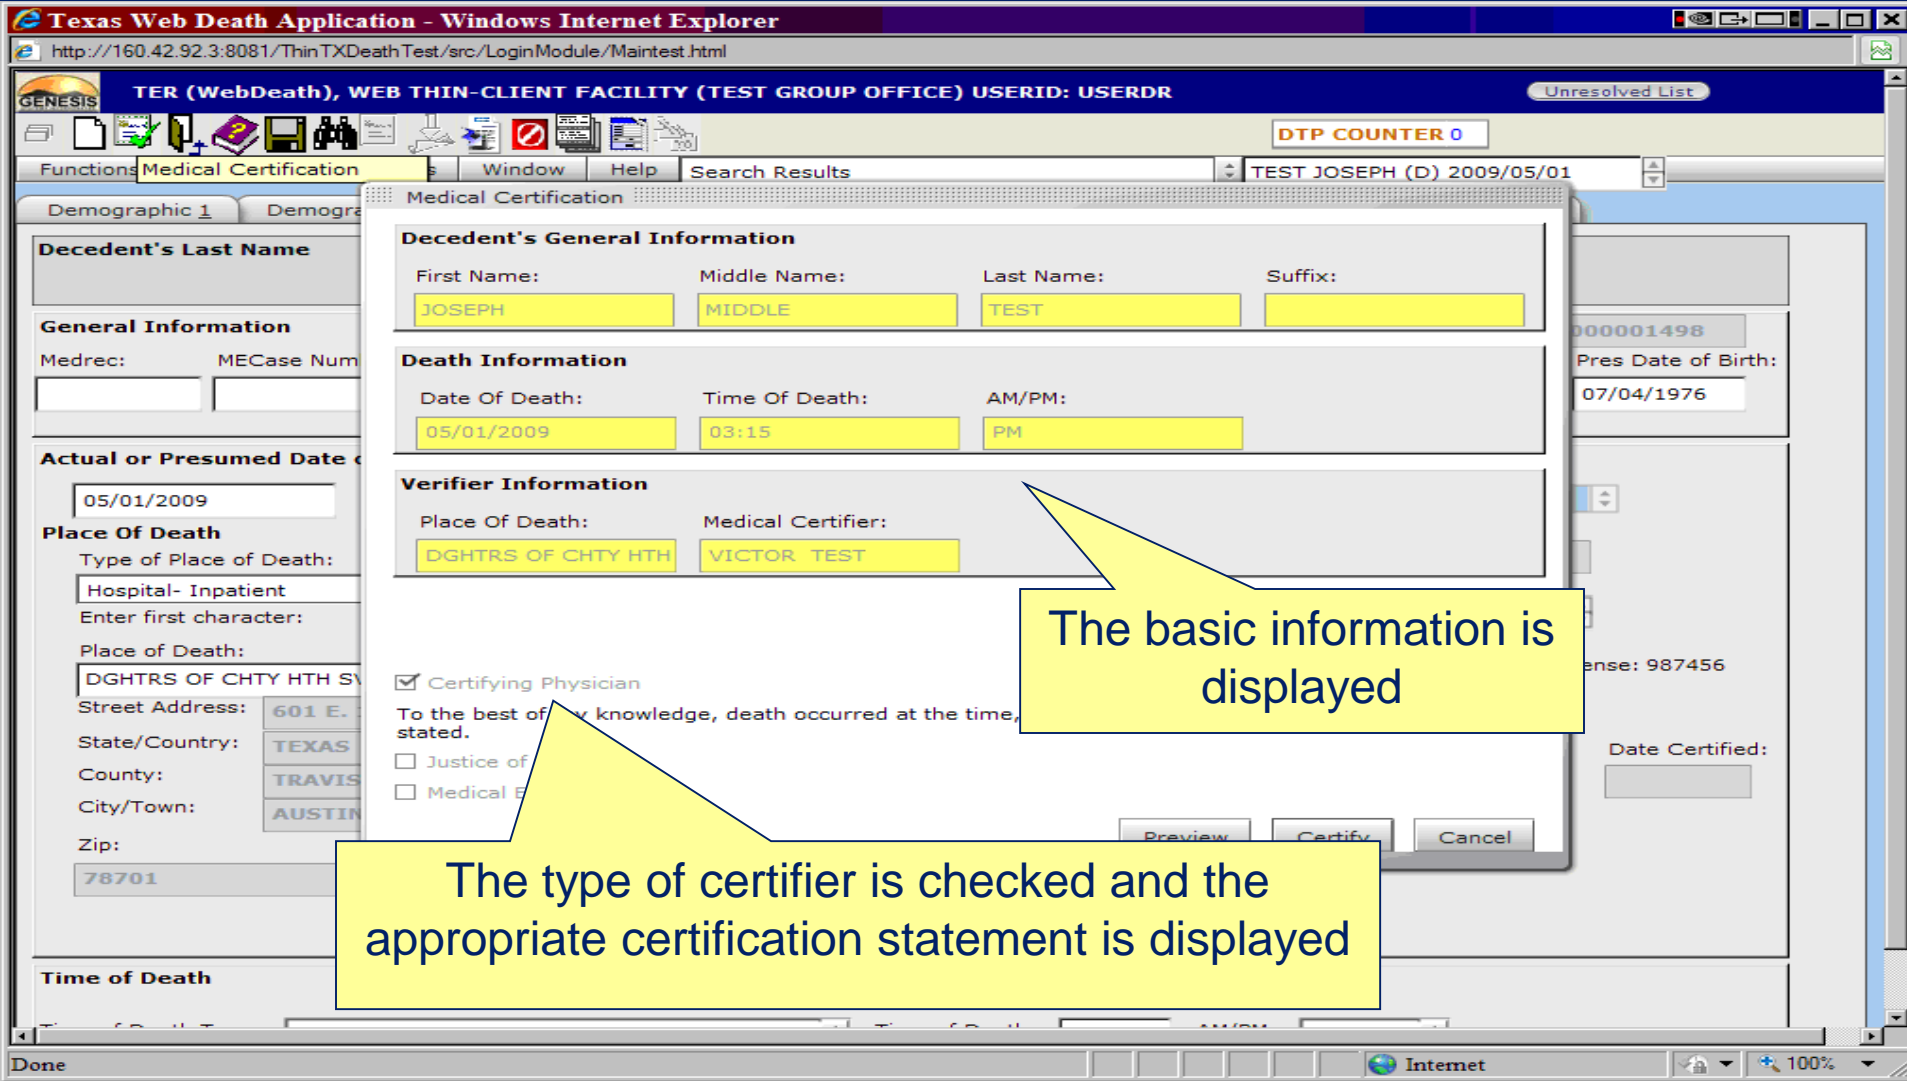 Texas Web Death Application - Windows Internet Explorer
http://160.42.92.3:8081/ThinTXDeathTest/src/LoginModule/Maintest.html
GENESIS
TER (WebDeath), WEB THIN-CLIENT FACILITY (TEST GROUP OFFICE) USERID: USERDR
Unresolved List
DTP COUNTER 0
Functions
Medical Certification
s
Window
Help
Search Results
TEST JOSEPH (D) 2009/05/01
Demographic 1
Demogra
Medical Certification
Decedent's Last Name
Decedent's General Information
First Name: Middle Name: Last Name: Suffix:
JOSEPH MIDDLE TEST
General Information
000001498
Medrec: MECase Num
Death Information
Pres Date of Birth:
Date Of Death: Time Of Death: AM/PM:
07/04/1976
05/01/2009 03:15 PM
Actual or Presumed Date
Verifier Information
05/01/2009
Place Of Death: Medical Certifier:
Place Of Death
DGHTRS OF CHTY HTH VICTOR TEST
Type of Place of Death:
Hospital- Inpatient
Enter first character:
The basic information is
displayed
Place of Death:
DGHTRS OF CHTY HTH SV
ense: 987456
Certifying Physician
Street Address: 601 E.
To the best of my knowledge, death occurred at the time,
stated.
State/Country: TEXAS
Justice of
Date Certified:
County: TRAVIS
Medical E
City/Town: AUSTIN
Preview Certify Cancel
Zip:
78701
The type of certifier is checked and the
appropriate certification statement is displayed
Time of Death
Done
Internet
100%